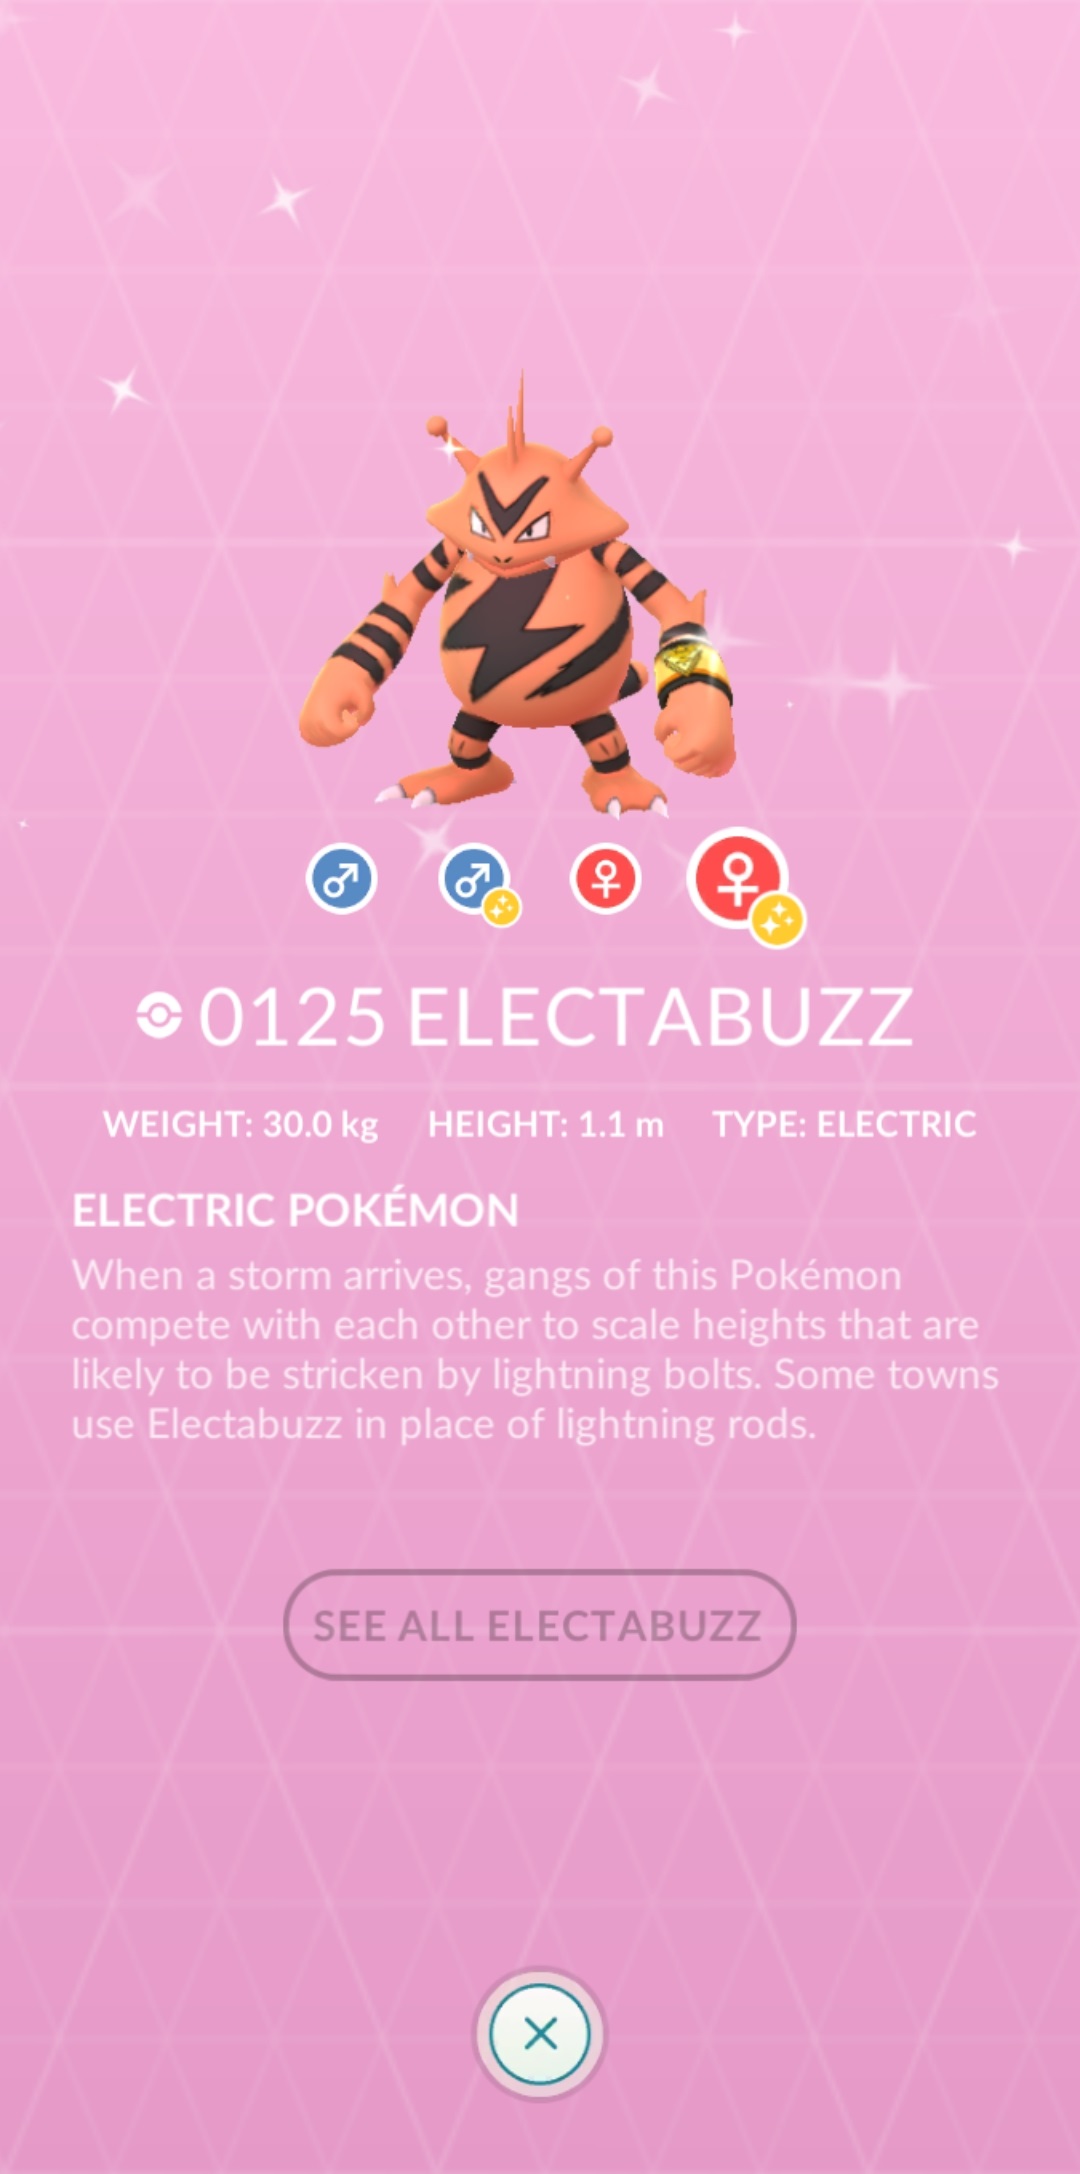 0125 ELECTABUZZ
WEIGHT: 30.0 kg HEIGHT: 1.1 m TYPE: ELECTRIC
ELECTRIC POKÉMON
When a storm arrives, gangs of this Pokémon
compete with each other to scale heights that are
likely to be stricken by lightning bolts. Some towns
use Electabuzz in place of lightning rods.
SEE ALL ELECTABUZZ